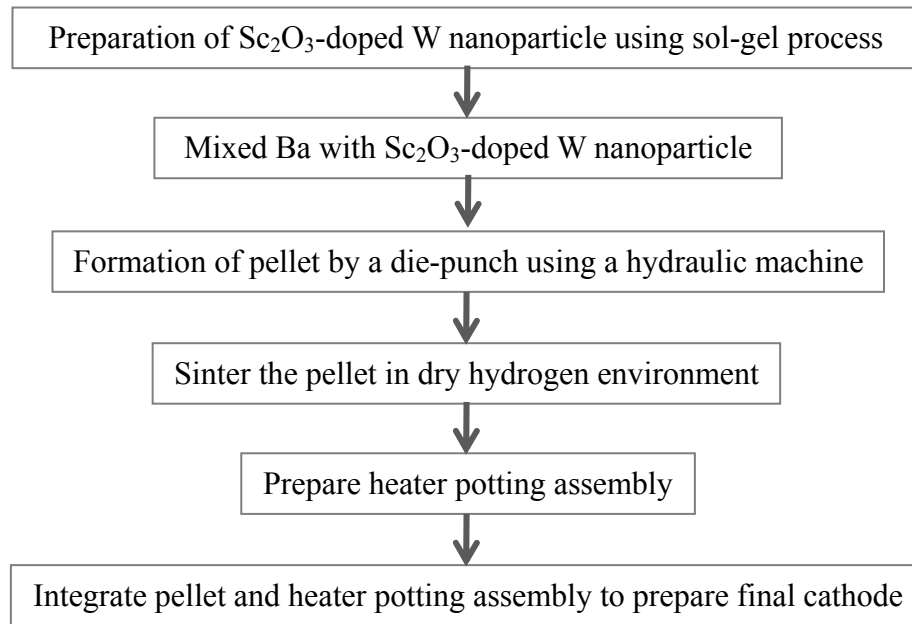 Preparation of Sc₂O₃-doped W nanoparticle using sol-gel process
Mixed Ba with Sc₂O₃-doped W nanoparticle
Formation of pellet by a die-punch using a hydraulic machine
Sinter the pellet in dry hydrogen environment
Prepare heater potting assembly
Integrate pellet and heater potting assembly to prepare final cathode